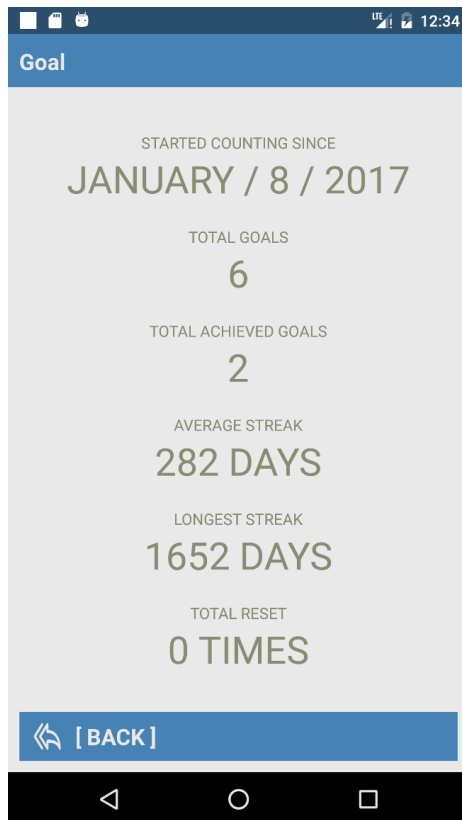 LTE 12:34
Goal
STARTED COUNTING SINCE
JANUARY / 8 / 2017
TOTAL GOALS
6
TOTAL ACHIEVED GOALS
2
AVERAGE STREAK
282 DAYS
LONGEST STREAK
1652 DAYS
TOTAL RESET
0 TIMES
[ BACK ]